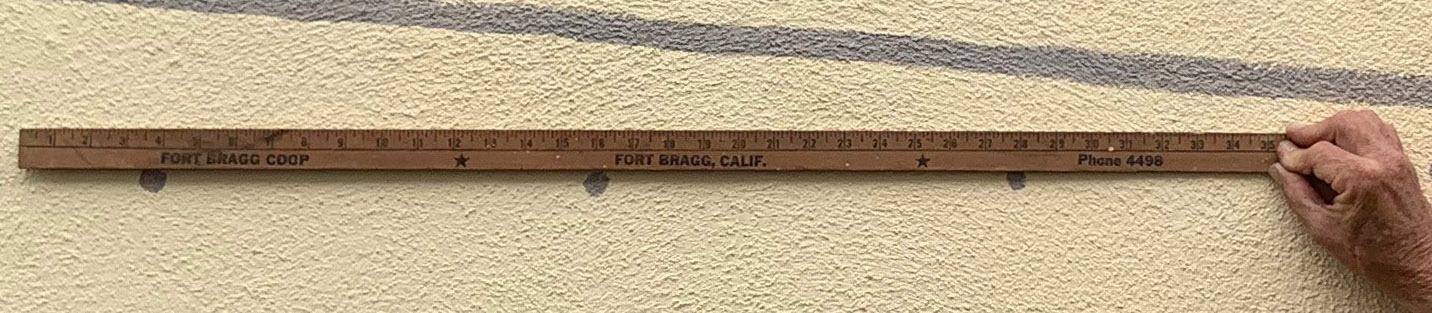 1 2 3 4 5 6 7 8 9 10 11 12 13 14 15 16 17 18 19 20 21 22 23 24 25 26 27 28 29 30 31 32 33 34 35
FORT BRAGG COOP ★ FORT BRAGG, CALIF. ★ Phone 4498